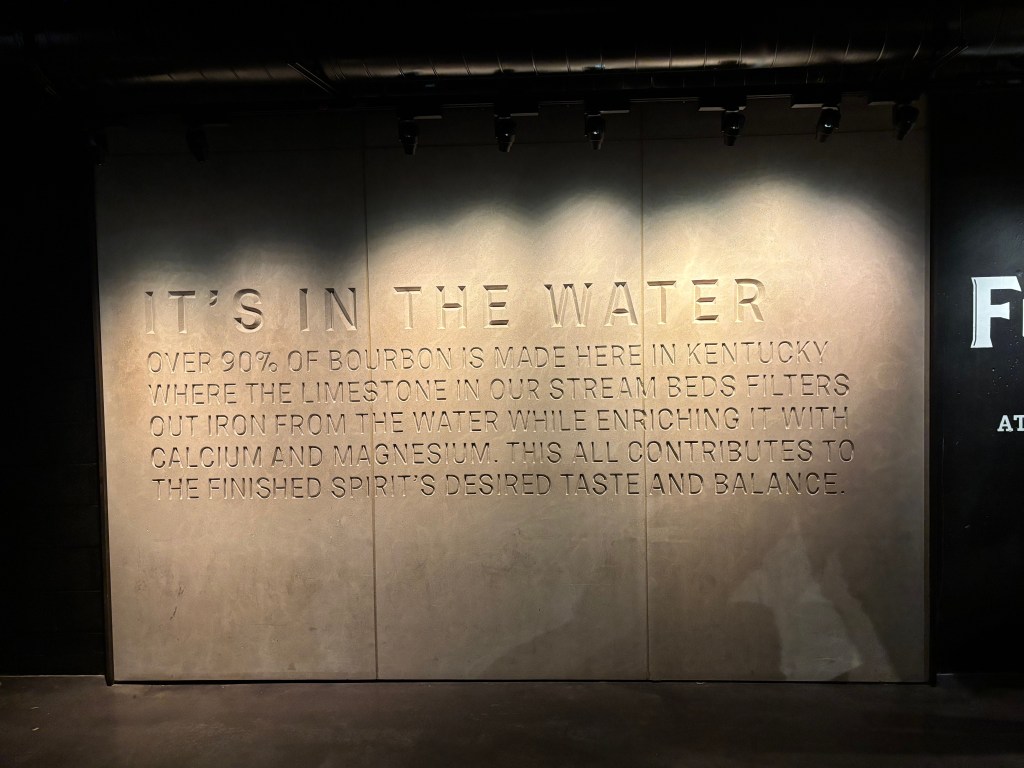 IT'S IN THE WATER
OVER 90% OF BOURBON IS MADE HERE IN KENTUCKY
WHERE THE LIMESTONE IN OUR STREAM BEDS FILTERS
OUT IRON FROM THE WATER WHILE ENRICHING IT WITH
CALCIUM AND MAGNESIUM. THIS ALL CONTRIBUTES TO
THE FINISHED SPIRIT'S DESIRED TASTE AND BALANCE.
AT